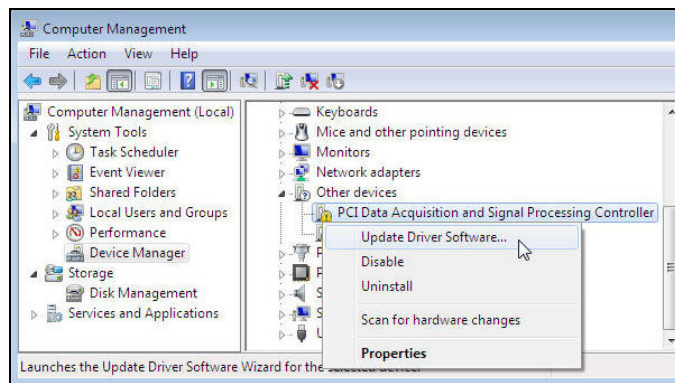 Computer Management
File Action View Help
Computer Management (Local)
System Tools
Task Scheduler
Event Viewer
Shared Folders
Local Users and Groups
Performance
Device Manager
Storage
Disk Management
Services and Applications
Keyboards
Mice and other pointing devices
Monitors
Network adapters
Other devices
PCI Data Acquisition and Signal Processing Controller
P
P
S
S
U
Update Driver Software...
Disable
Uninstall
Scan for hardware changes
Properties
Launches the Update Driver Software Wizard for the selected device.